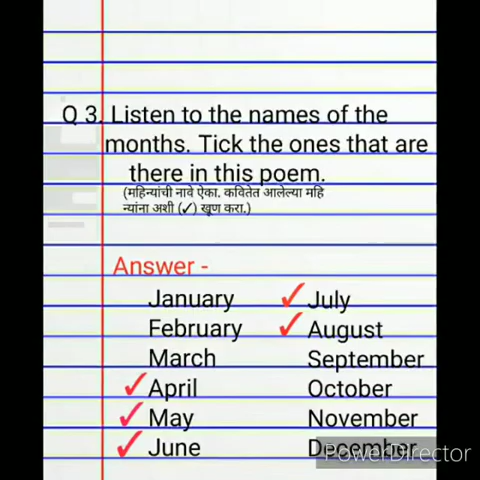 Q 3. Listen to the names of the
months. Tick the ones that are
there in this poem.
(महिन्यांची नावे ऐका. कवितेत आलेल्या महि
न्यांना अशी (✓) खूण करा.)
Answer -
January ✓ July
February ✓ August
March September
✓ April October
✓ May November
✓ June December
PowerDirector